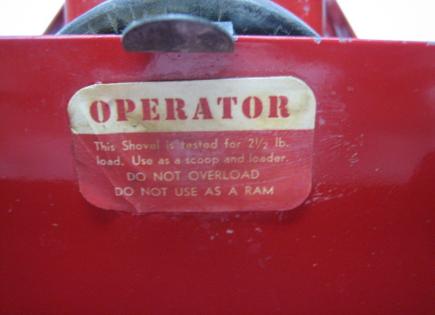 OPERATOR
This Shovel is tested for 2½ lb.
load. Use as a scoop and loader.
DO NOT OVERLOAD
DO NOT USE AS A RAM